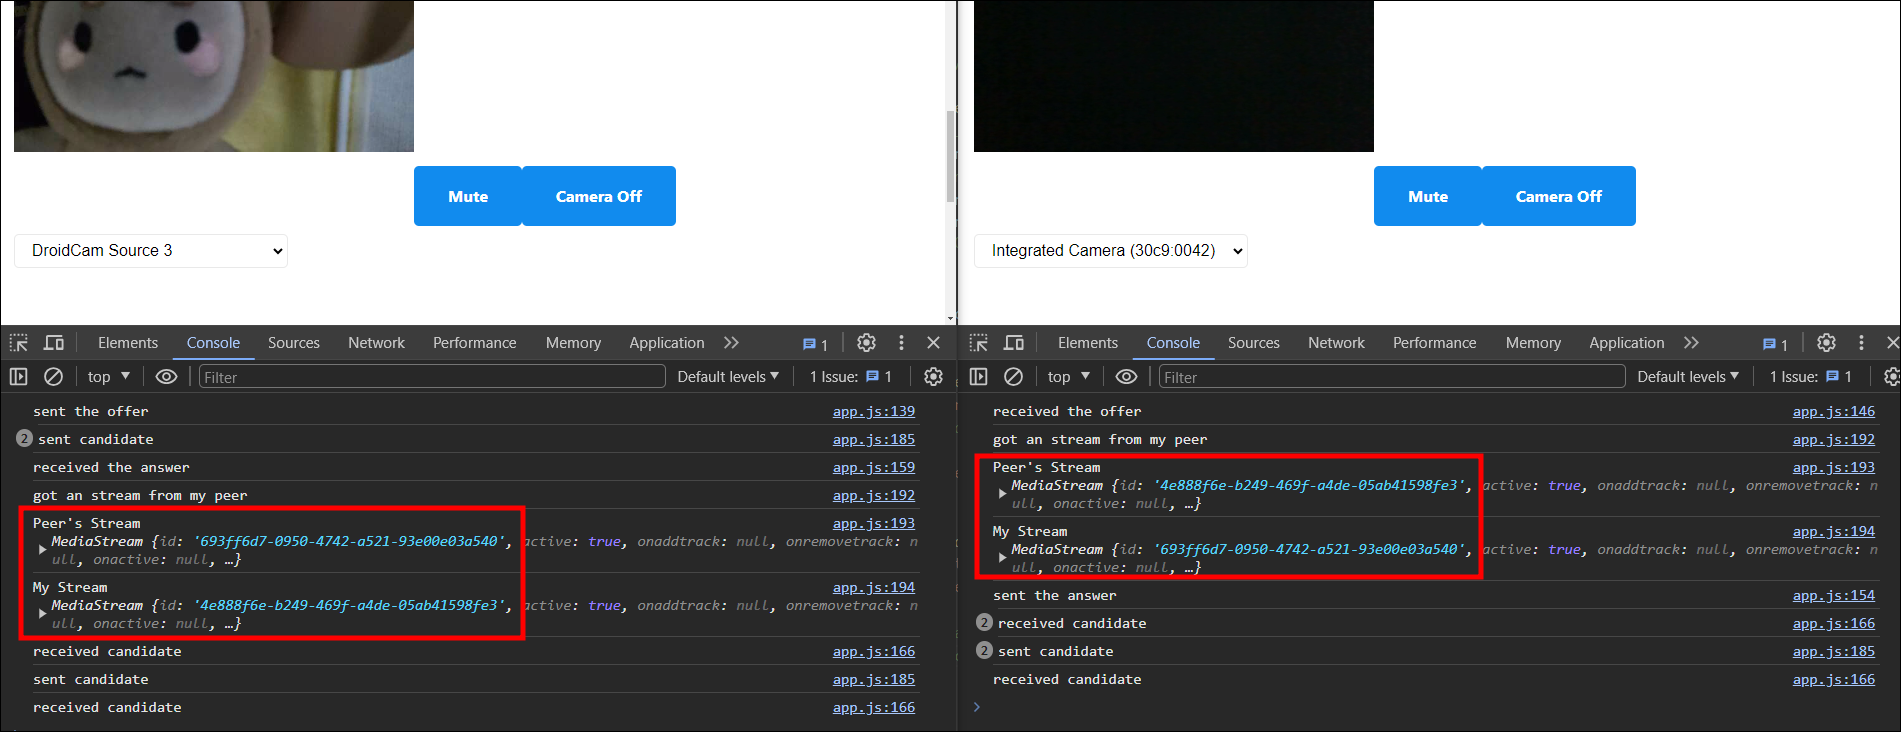 Mute
Camera Off
DroidCam Source 3
Elements
Console
Sources
Network
Performance
Memory
Application
1
top
Filter
Default levels
1 Issue:
1
sent the offer app.js:139
2 sent candidate app.js:185
received the answer app.js:159
got an stream from my peer app.js:192
Peer's Stream app.js:193
MediaStream {id: '693ff6d7-0950-4742-a521-93e00e03a540', active: true, onaddtrack: null, onremovetrack: n
ull, onactive: null, …}
My Stream app.js:194
MediaStream {id: '4e888f6e-b249-469f-a4de-05ab41598fe3', active: true, onaddtrack: null, onremovetrack: n
ull, onactive: null, …}
received candidate app.js:166
sent candidate app.js:185
received candidate app.js:166
Mute
Camera Off
Integrated Camera (30c9:0042)
Elements
Console
Sources
Network
Performance
Memory
Application
1
top
Filter
Default levels
1 Issue:
1
received the offer app.js:146
got an stream from my peer app.js:192
Peer's Stream app.js:193
MediaStream {id: '4e888f6e-b249-469f-a4de-05ab41598fe3', active: true, onaddtrack: null, onremovetrack: n
ull, onactive: null, …}
My Stream app.js:194
MediaStream {id: '693ff6d7-0950-4742-a521-93e00e03a540', active: true, onaddtrack: null, onremovetrack: n
ull, onactive: null, …}
sent the answer app.js:154
2 received candidate app.js:166
2 sent candidate app.js:185
received candidate app.js:166